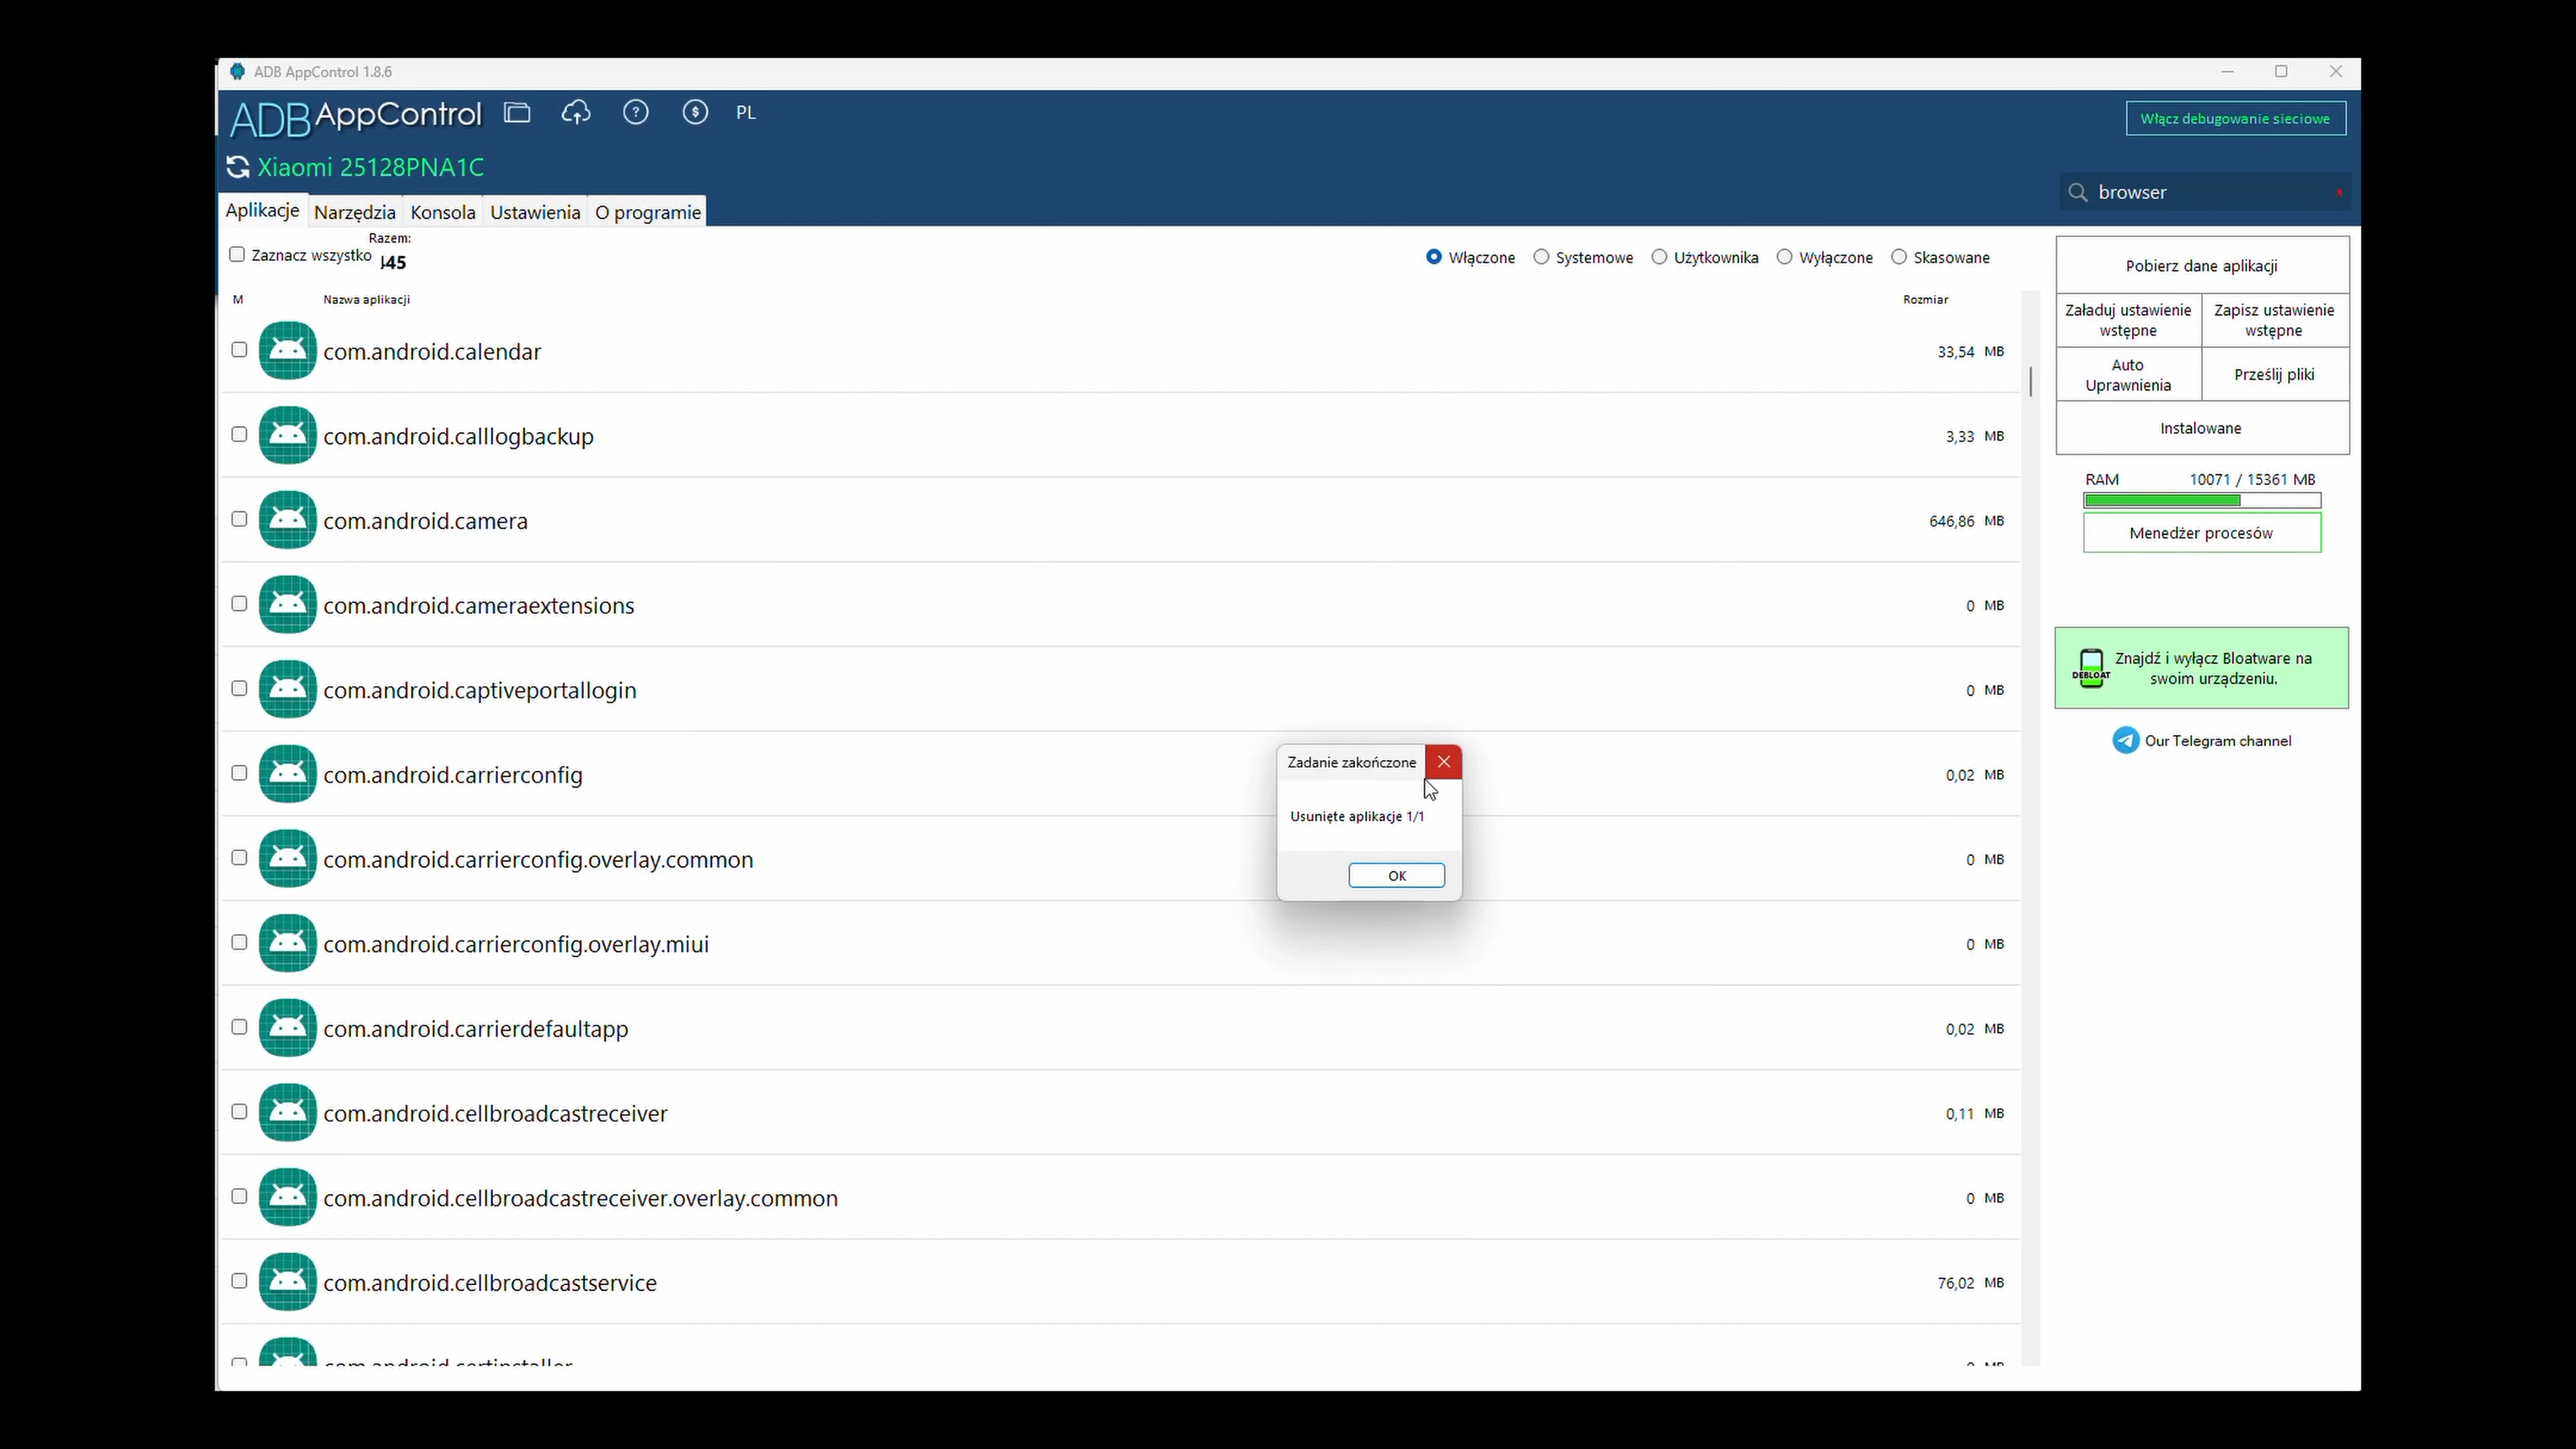 ADB AppControl 1.8.6
ADB AppControl
PL
Włącz debugowanie sieciowe
Xiaomi 25128PNA1C
browser
Aplikacje
Narzędzia
Konsola
Ustawienia
O programie
Zaznacz wszystko
Razem:
Włączone
Systemowe
Użytkownika
Wyłączone
Skasowane
M
Nazwa aplikacji
Rozmiar
com.android.calendar
33,54 MB
com.android.calllogbackup
3,33 MB
com.android.camera
646,86 MB
com.android.cameraextensions
0 MB
com.android.captiveportallogin
0 MB
com.android.carrierconfig
0,02 MB
com.android.carrierconfig.overlay.common
0 MB
com.android.carrierconfig.overlay.miui
0 MB
com.android.carrierdefaultapp
0,02 MB
com.android.cellbroadcastreceiver
0,11 MB
com.android.cellbroadcastreceiver.overlay.common
0 MB
com.android.cellbroadcastservice
76,02 MB
Zadanie zakończone
Usunięte aplikacje 1/1
OK
Pobierz dane aplikacji
Załaduj ustawienie
wstępne
Zapisz ustawienie
wstępne
Auto
Uprawnienia
Prześlij pliki
Instalowane
RAM 10071 / 15361 MB
Menedżer procesów
DEBLOAT
Znajdź i wyłącz Bloatware na
swoim urządzeniu.
Our Telegram channel